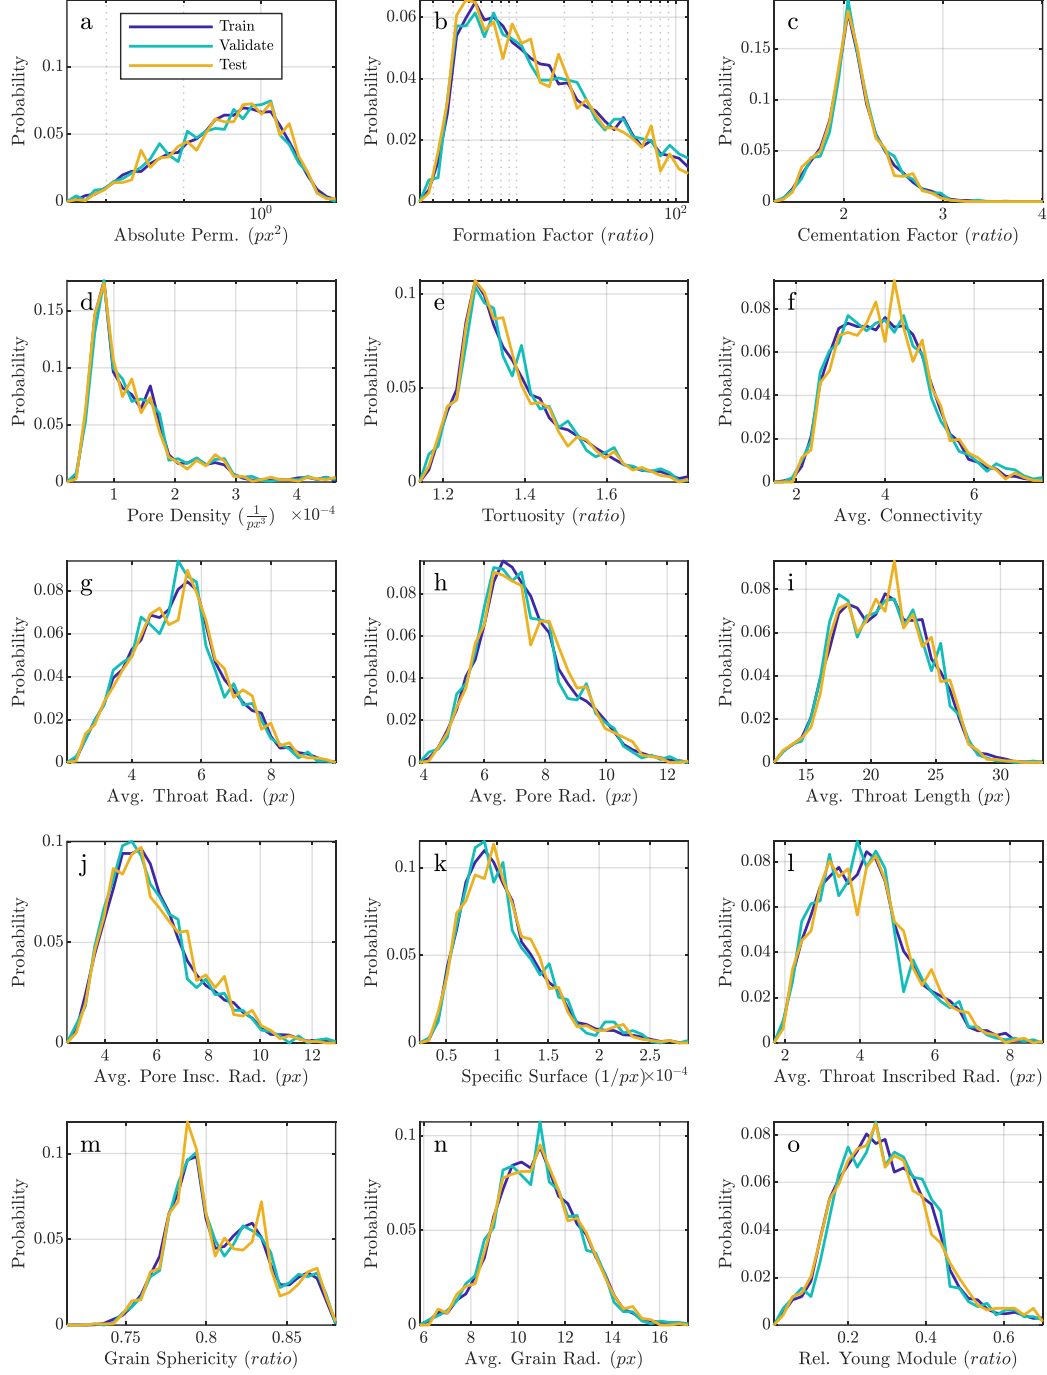 a
Train
Validate
Test
0.1
0.05
0
Probability
10^0
Absolute Perm. (px^2)
b
0.06
0.04
0.02
0
Probability
10^2
Formation Factor (ratio)
c
0.15
0.1
0.05
0
Probability
2 3 4
Cementation Factor (ratio)
d
0.15
0.1
0.05
0
Probability
1 2 3 4
Pore Density (1/px^3) ×10^-4
e
0.1
0.05
0
Probability
1.2 1.4 1.6
Tortuosity (ratio)
f
0.08
0.06
0.04
0.02
0
Probability
2 4 6
Avg. Connectivity
g
0.08
0.06
0.04
0.02
0
Probability
4 6 8
Avg. Throat Rad. (px)
h
0.08
0.06
0.04
0.02
0
Probability
4 6 8 10 12
Avg. Pore Rad. (px)
i
0.08
0.06
0.04
0.02
0
Probability
15 20 25 30
Avg. Throat Length (px)
j
0.1
0.05
0
Probability
4 6 8 10 12
Avg. Pore Insc. Rad. (px)
k
0.1
0.05
0
Probability
0.5 1 1.5 2 2.5
Specific Surface (1/px) ×10^-4
l
0.08
0.06
0.04
0.02
0
Probability
2 4 6 8
Avg. Throat Inscribed Rad. (px)
m
0.1
0.05
0
Probability
0.75 0.8 0.85
Grain Sphericity (ratio)
n
0.1
0.05
0
Probability
6 8 10 12 14 16
Avg. Grain Rad. (px)
o
0.08
0.06
0.04
0.02
0
Probability
0.2 0.4 0.6
Rel. Young Module (ratio)